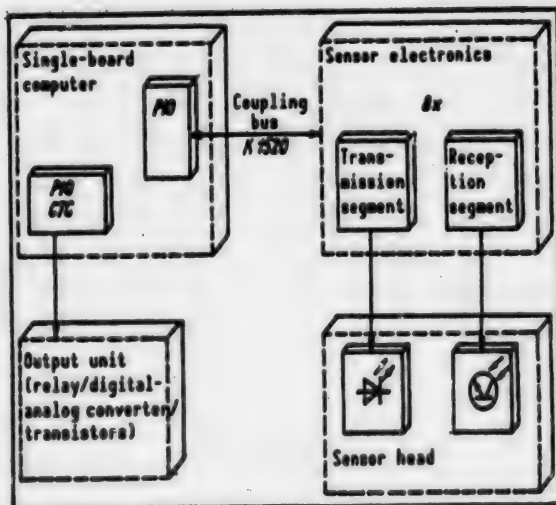 Single-board
computer
PIO
PIO
CTC
Coupling
bus
K 1520
Sensor electronics
8x
Trans-
mission
segment
Recep-
tion
segment
Output unit
(relay/digital-
analog converter/
transistors)
Sensor head